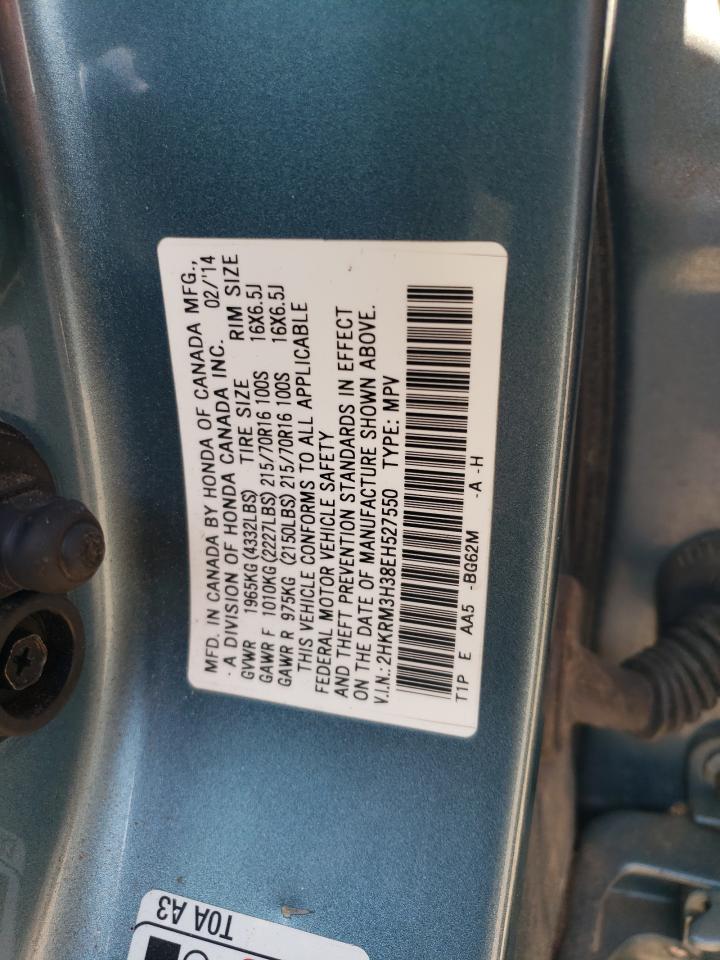 MFD. IN CANADA BY HONDA OF CANADA MFG.,
- A DIVISION OF HONDA CANADA INC. 02/'14
GVWR 1965KG (4332LBS) TIRE SIZE RIM SIZE
GAWR F 1010KG (2227LBS) 215/70R16 100S 16X6.5J
GAWR R 975KG (2150LBS) 215/70R16 100S 16X6.5J
THIS VEHICLE CONFORMS TO ALL APPLICABLE
FEDERAL MOTOR VEHICLE SAFETY
AND THEFT PREVENTION STANDARDS IN EFFECT
ON THE DATE OF MANUFACTURE SHOWN ABOVE.
V.I.N.: 2HKRM3H38EH527550 TYPE: MPV
T1P E AA5 -BG62M -A -H
T0A A3